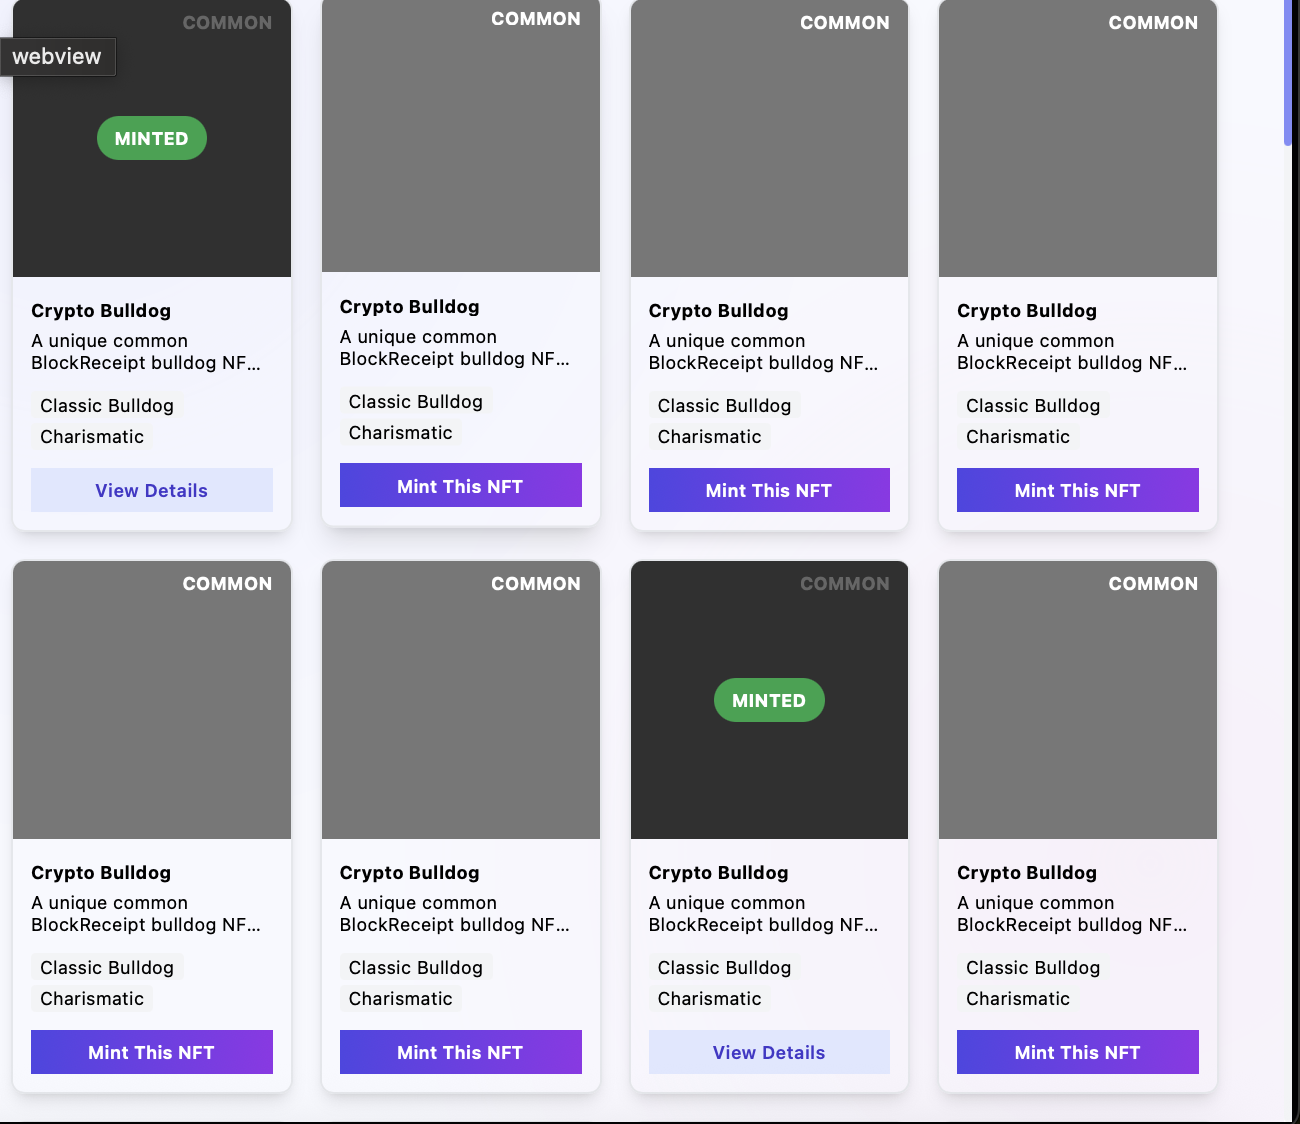 COMMON
COMMON
COMMON
COMMON
webview
MINTED
Crypto Bulldog
A unique common
BlockReceipt bulldog NF...
Classic Bulldog
Charismatic
View Details
Crypto Bulldog
A unique common
BlockReceipt bulldog NF...
Classic Bulldog
Charismatic
Mint This NFT
Crypto Bulldog
A unique common
BlockReceipt bulldog NF...
Classic Bulldog
Charismatic
Mint This NFT
Crypto Bulldog
A unique common
BlockReceipt bulldog NF...
Classic Bulldog
Charismatic
Mint This NFT
COMMON
Crypto Bulldog
A unique common
BlockReceipt bulldog NF...
Classic Bulldog
Charismatic
Mint This NFT
COMMON
Crypto Bulldog
A unique common
BlockReceipt bulldog NF...
Classic Bulldog
Charismatic
Mint This NFT
COMMON
MINTED
Crypto Bulldog
A unique common
BlockReceipt bulldog NF...
Classic Bulldog
Charismatic
View Details
COMMON
Crypto Bulldog
A unique common
BlockReceipt bulldog NF...
Classic Bulldog
Charismatic
Mint This NFT